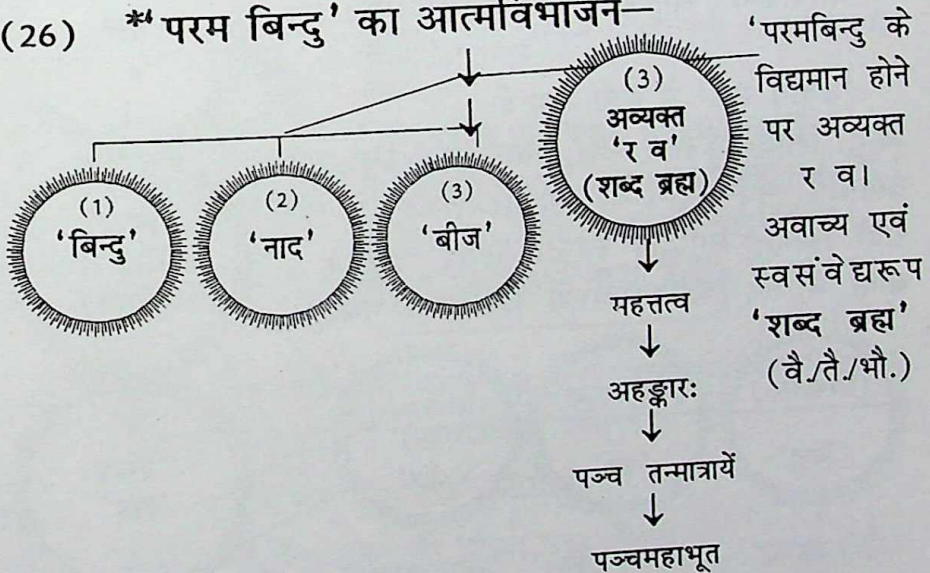 (26) *“परम बिन्दु’ का आत्मविभाजन—
(1)
‘बिन्दु’
(2)
‘नाद’
(3)
‘बीज’
(3)
अव्यक्त
‘र व’
(शब्द ब्रह्म)
महत्तत्व
अहङ्कारः
पञ्च तन्मात्रायें
पञ्चमहाभूत
‘परमबिन्दु के
विद्यमान होने
पर अव्यक्त
र व।
अवाच्य एवं
स्वसंवेद्यरूप
‘शब्द ब्रह्म’
(वै./तै./भौ.)